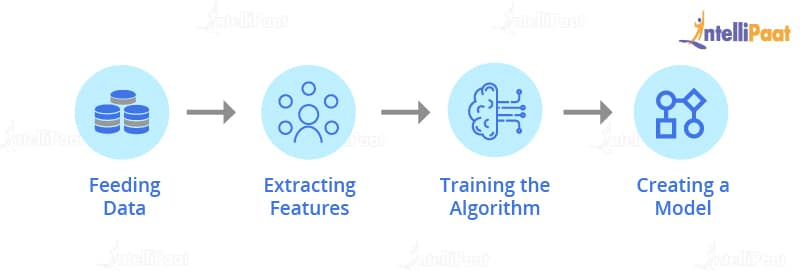 IntelliPaat
Feeding
Data
Extracting
Features
Training the
Algorithm
Creating a
Model